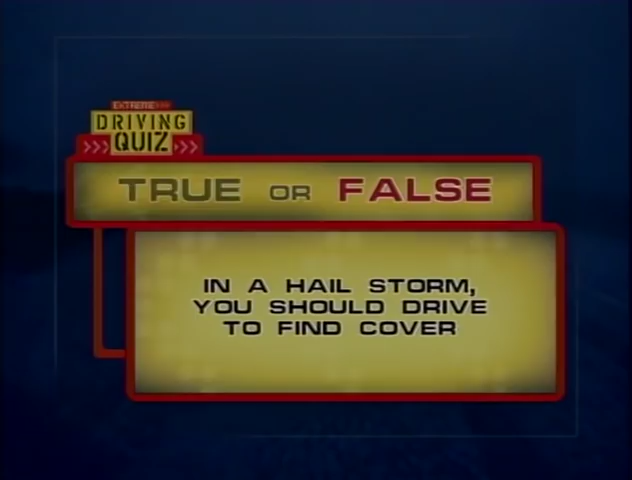 EXTREME>>>
DRIVING
>>> QUIZ >>>
TRUE OR FALSE
IN A HAIL STORM,
YOU SHOULD DRIVE
TO FIND COVER